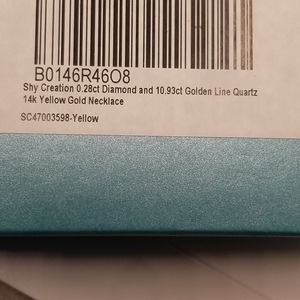 B0146R46O8
Shy Creation 0.28ct Diamond and 10.93ct Golden Line Quartz
14k Yellow Gold Necklace
SC47003598-Yellow